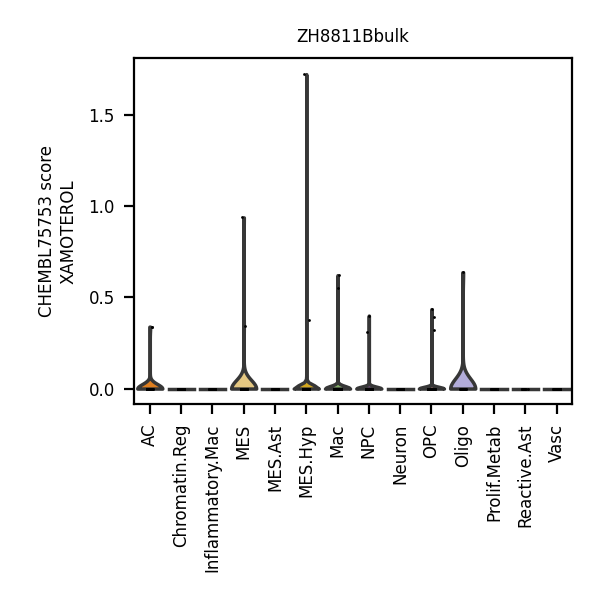 ZH8811Bbulk
CHEMBL75753 score
XAMOTEROL
1.5
1.0
0.5
0.0
AC
Chromatin.Reg
Inflammatory.Mac
MES
MES.Ast
MES.Hyp
Mac
NPC
Neuron
OPC
Oligo
Prolif.Metab
Reactive.Ast
Vasc